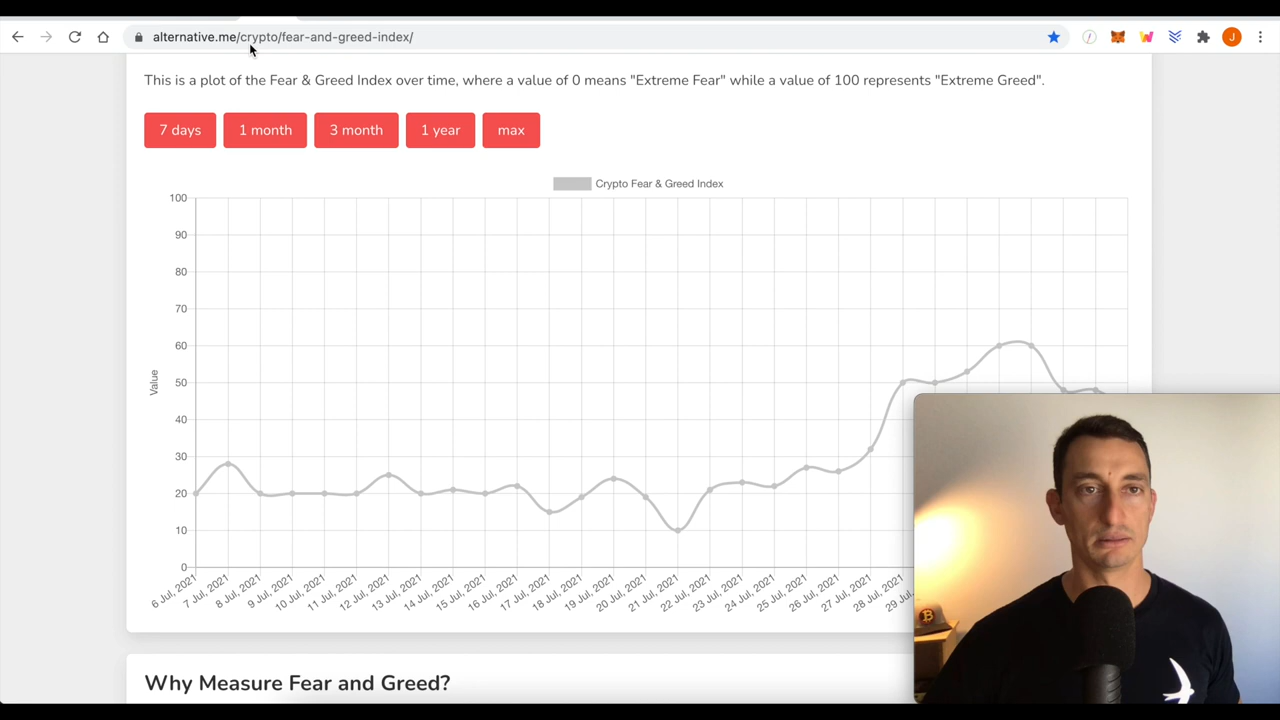 alternative.me/crypto/fear-and-greed-index/
J
This is a plot of the Fear & Greed Index over time, where a value of 0 means "Extreme Fear" while a value of 100 represents "Extreme Greed".
7 days
1 month
3 month
1 year
max
Crypto Fear & Greed Index
100
90
80
70
60
50
40
30
20
10
0
Value
6 Jul, 2021
7 Jul, 2021
8 Jul, 2021
9 Jul, 2021
10 Jul, 2021
11 Jul, 2021
12 Jul, 2021
13 Jul, 2021
14 Jul, 2021
15 Jul, 2021
16 Jul, 2021
17 Jul, 2021
18 Jul, 2021
19 Jul, 2021
20 Jul, 2021
21 Jul, 2021
22 Jul, 2021
23 Jul, 2021
24 Jul, 2021
25 Jul, 2021
26 Jul, 2021
27 Jul, 2021
28 Jul, 2021
29 Jul,
Why Measure Fear and Greed?